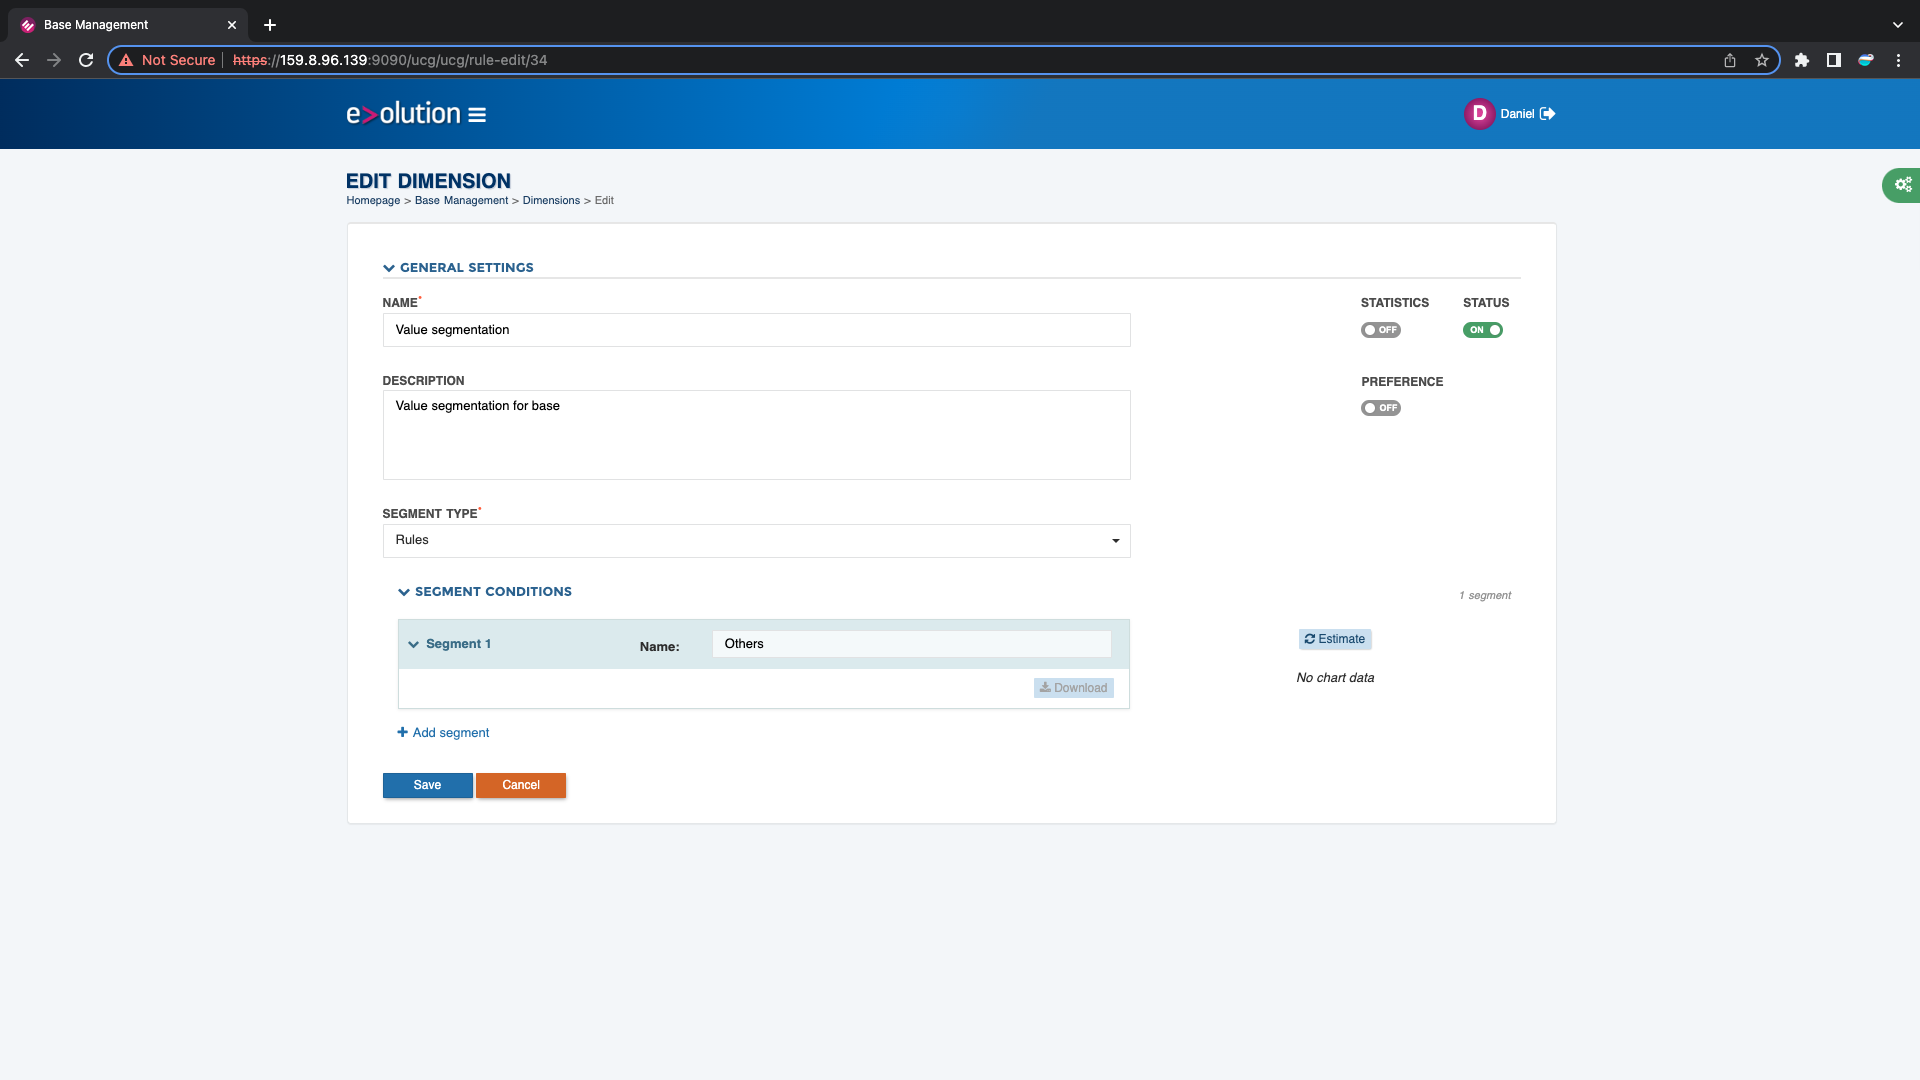 Base Management
Not Secure
https://159.8.96.139:9090/ucg/ucg/rule-edit/34
e>olution
D
Daniel
EDIT DIMENSION
Homepage > Base Management > Dimensions > Edit
GENERAL SETTINGS
NAME*
STATISTICS
STATUS
Value segmentation
OFF
ON
DESCRIPTION
PREFERENCE
Value segmentation for base
OFF
SEGMENT TYPE*
Rules
SEGMENT CONDITIONS
1 segment
Segment 1
Name:
Others
Estimate
No chart data
Download
Add segment
Save
Cancel